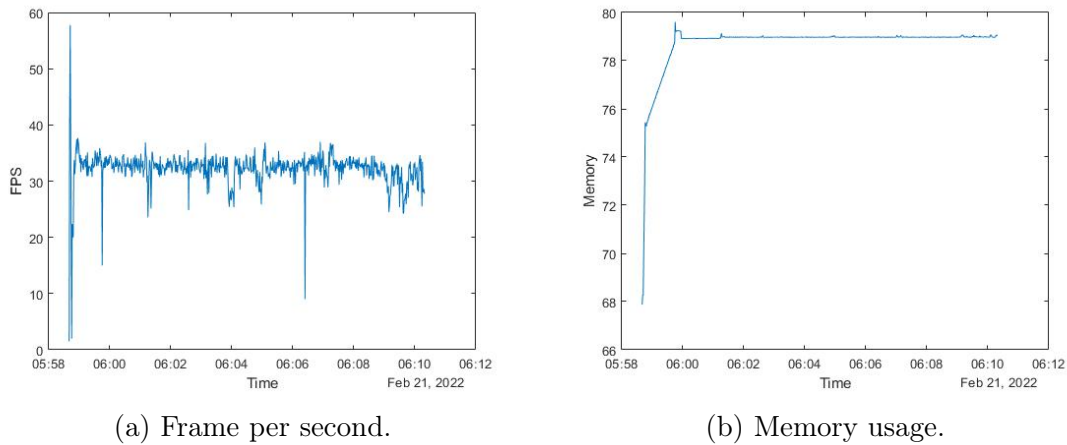 60
50
40
30
20
10
0
FPS
05:58 06:00 06:02 06:04 06:06 06:08 06:10 06:12
Time
Feb 21, 2022
(a) Frame per second.
80
78
76
74
72
70
68
66
Memory
05:58 06:00 06:02 06:04 06:06 06:08 06:10 06:12
Time
Feb 21, 2022
(b) Memory usage.